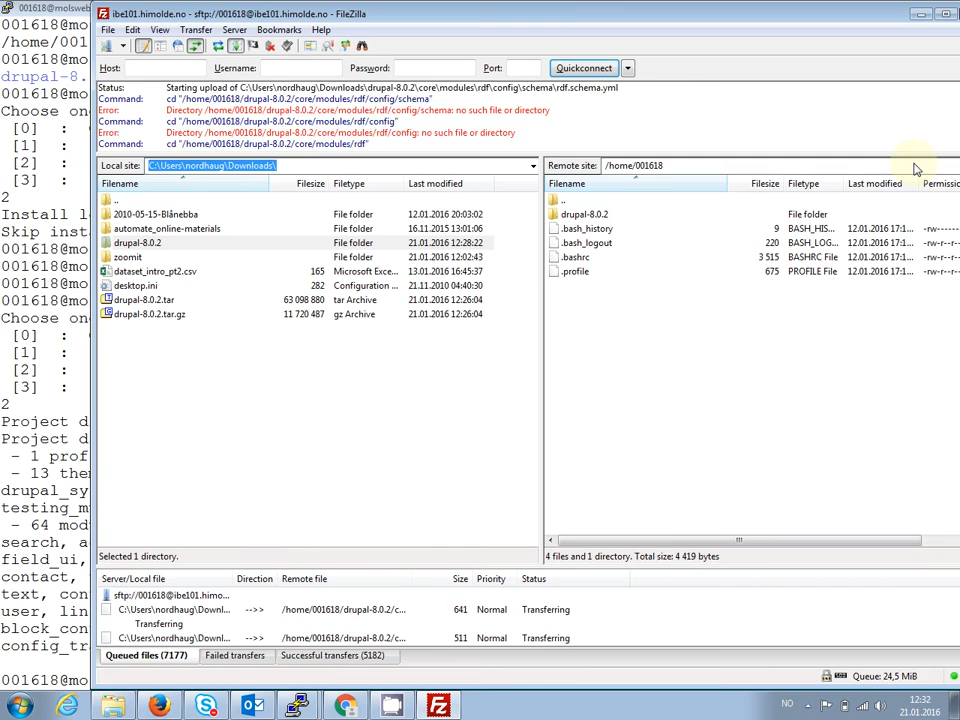 001618@molsweb
ibe101.himolde.no - sftp://001618@ibe101.himolde.no - FileZilla
File Edit View Transfer Server Bookmarks Help
Host: Username: Password: Port: Quickconnect
Status: Starting upload of C:\Users\nordhaug\Downloads\drupal-8.0.2\core\modules\rdf\config\schema\rdf.schema.yml
Command: cd "/home/001618/drupal-8.0.2/core/modules/rdf/config/schema"
Error: Directory /home/001618/drupal-8.0.2/core/modules/rdf/config/schema: no such file or directory
Command: cd "/home/001618/drupal-8.0.2/core/modules/rdf/config"
Error: Directory /home/001618/drupal-8.0.2/core/modules/rdf/config: no such file or directory
Command: cd "/home/001618/drupal-8.0.2/core/modules/rdf"
Local site: C:\Users\nordhaug\Downloads\
Filename Filesize Filetype Last modified
..
2010-05-15-Blånebba File folder 12.01.2016 20:03:02
automate_online-materials File folder 16.11.2015 13:01:06
drupal-8.0.2 File folder 21.01.2016 12:28:22
zoomit File folder 21.01.2016 12:02:43
dataset_intro_pt2.csv 165 Microsoft Exce... 13.01.2016 16:45:37
desktop.ini 282 Configuration ... 21.11.2010 04:40:30
drupal-8.0.2.tar 63 098 880 tar Archive 21.01.2016 12:26:04
drupal-8.0.2.tar.gz 11 720 487 gz Archive 21.01.2016 12:26:04
Selected 1 directory.
Remote site: /home/001618
Filename Filesize Filetype Last modified Permissio
..
drupal-8.0.2 File folder
.bash_history 9 BASH_HIS... 12.01.2016 17:1... -rw------
.bash_logout 220 BASH_LOG... 12.01.2016 17:1... -rw-r--r--
.bashrc 3 515 BASHRC File 12.01.2016 17:1... -rw-r--r--
.profile 675 PROFILE File 12.01.2016 17:1... -rw-r--r--
4 files and 1 directory. Total size: 4 419 bytes
Server/Local file Direction Remote file Size Priority Status
sftp://001618@ibe101.himo...
C:\Users\nordhaug\Downl... -->> /home/001618/drupal-8.0.2/c... 641 Normal Transferring
Transferring
C:\Users\nordhaug\Downl... -->> /home/001618/drupal-8.0.2/c... 511 Normal Transferring
Queued files (7177) Failed transfers Successful transfers (5182)
Queue: 24,5 MiB
001618@mo
/home/001
001618@mo
drupal-8.
001618@mo
Choose on
[0] :
[1] :
[2] :
[3] :
2
Install l
Skip inst
001618@mo
001618@mo
001618@mo
Choose on
[0] :
[1] :
[2] :
[3] :
2
Project d
Project d
- 1 prof
- 13 the
drupal_sy
testing_m
- 64 mod
search, a
field_ui,
contact,
text, con
user, lin
block_con
config_tr
001618@mo
NO 12:32
21.01.2016